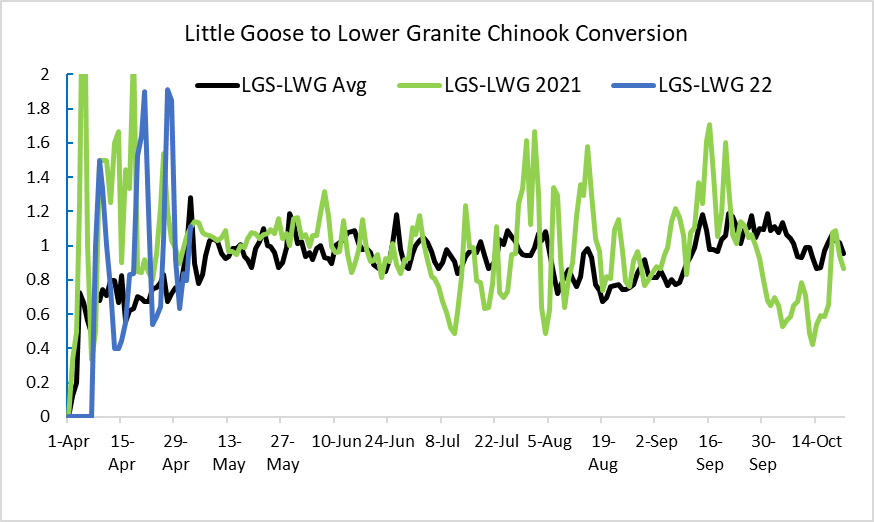 Little Goose to Lower Granite Chinook Conversion
LGS-LWG Avg LGS-LWG 2021 LGS-LWG 22
2
1.8
1.6
1.4
1.2
1
0.8
0.6
0.4
0.2
0
1-Apr 15- 29- 13- 27- 10-Jun 24-Jun 8-Jul 22-Jul 5-Aug 19- 2-Sep 16- 30- 14-Oct
Apr Apr May May Aug Sep Sep